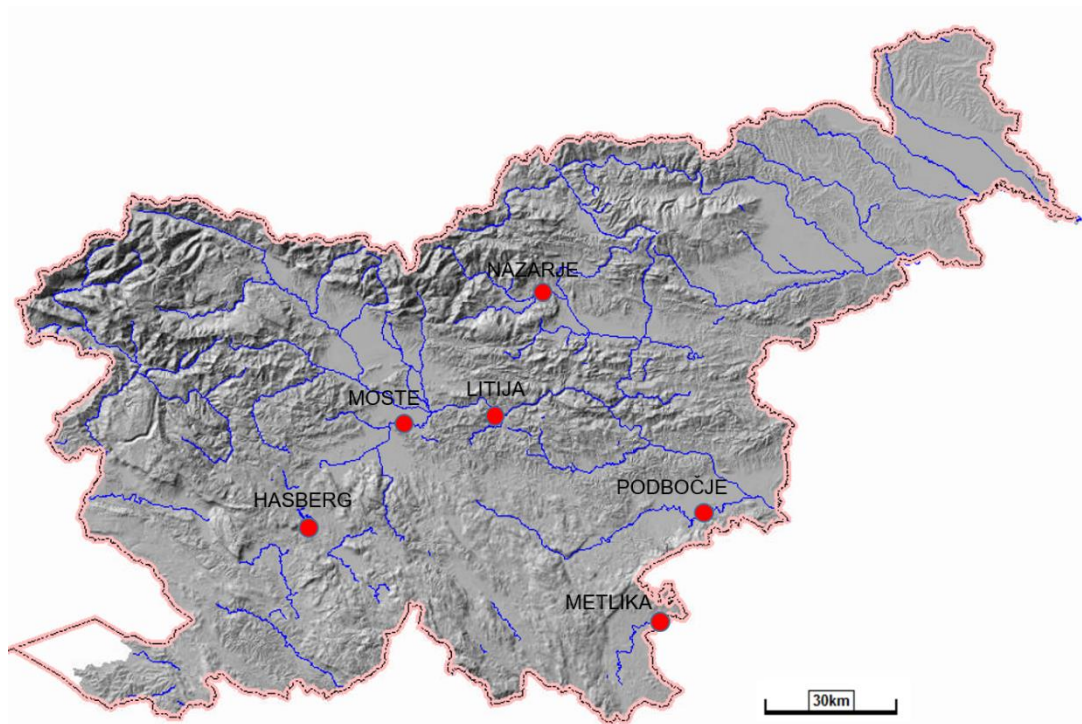 NAZARJE
LITIJA
MOSTE
PODBOČJE
HASBERG
METLIKA
30km